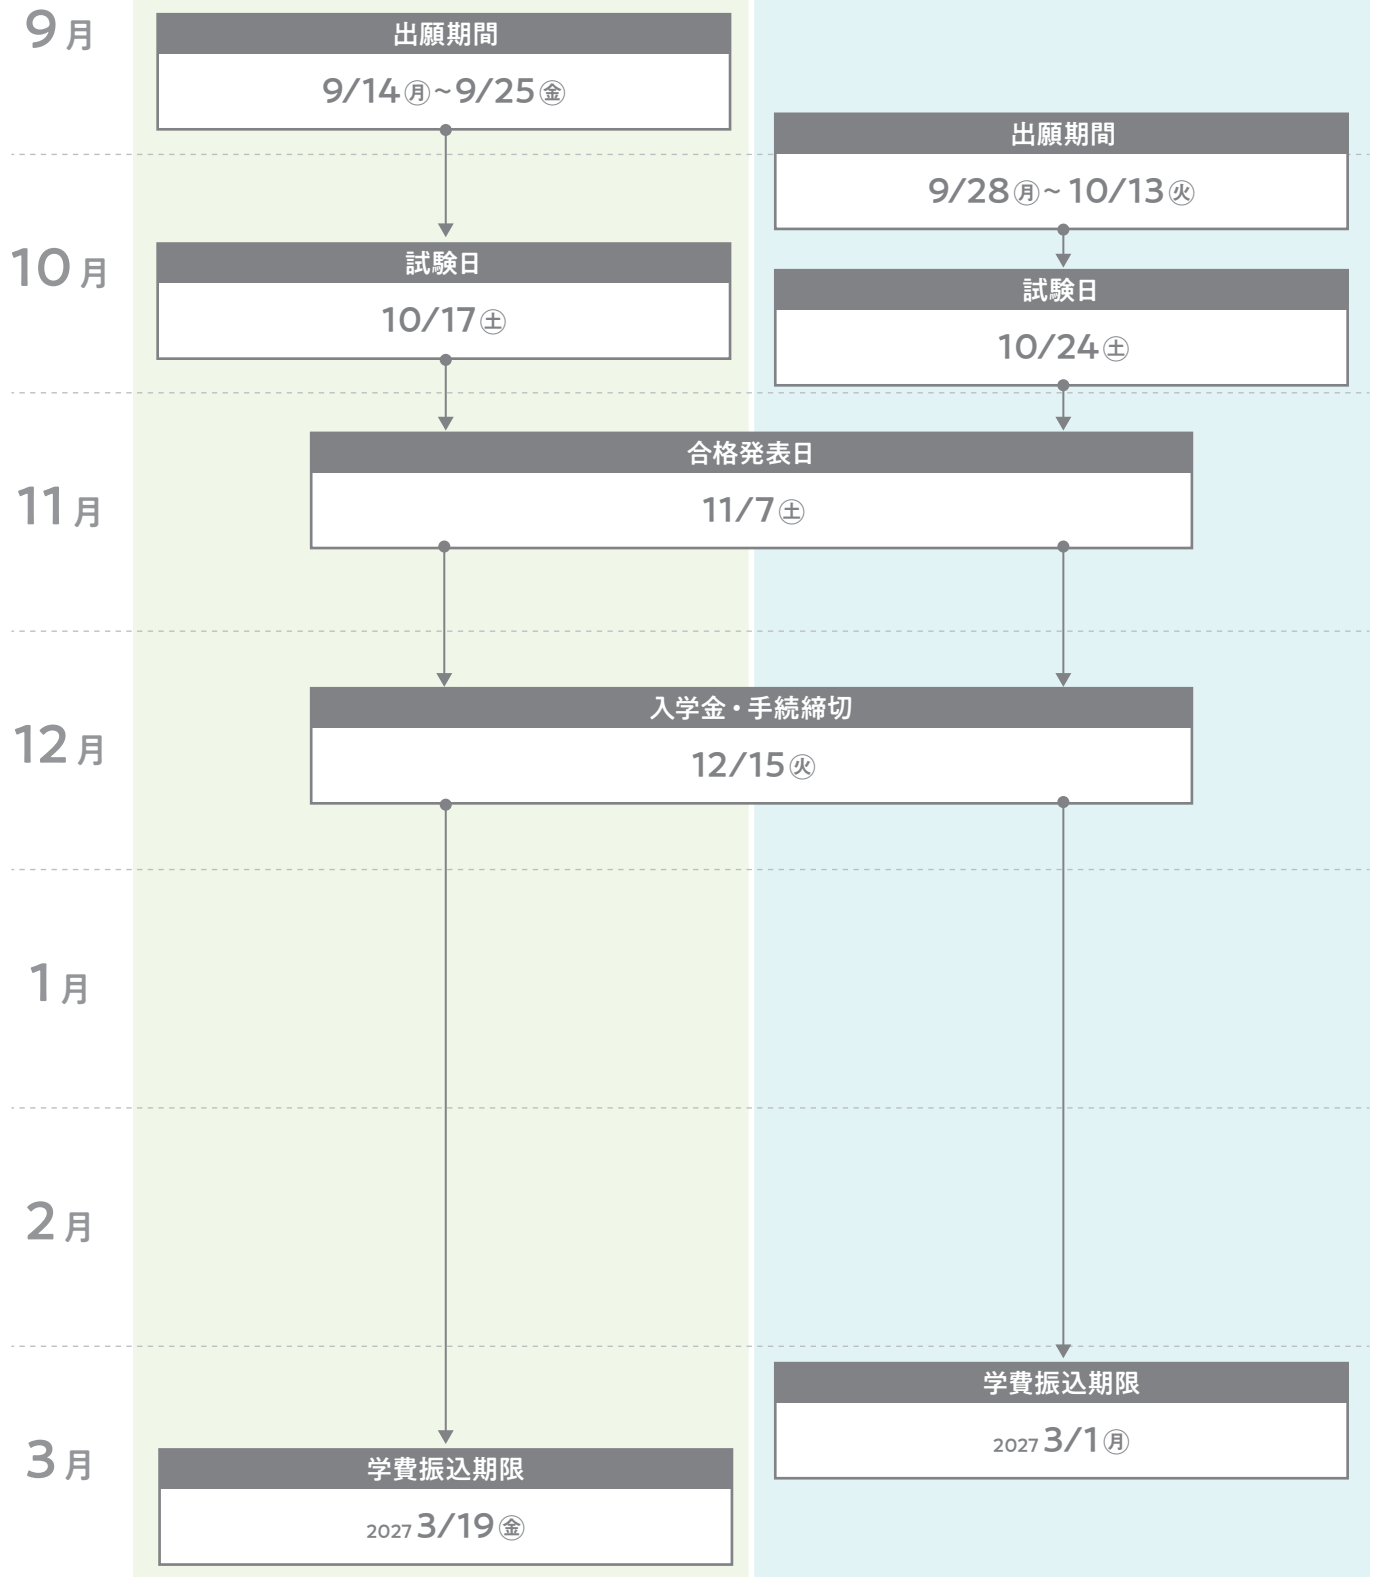 9月
出願期間
9/14㊊~9/25㊎
出願期間
9/28㊊~10/13㊋
10月
試験日
10/17㊏
試験日
10/24㊏
合格発表日
11月
11/7㊏
入学金・手続締切
12月
12/15㊋
1月
2月
学費振込期限
2027 3/1㊊
3月
学費振込期限
2027 3/19㊎